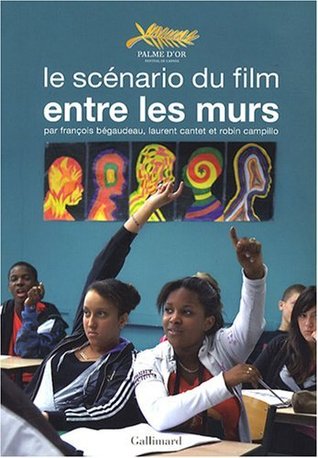 PALME D'OR
FESTIVAL DE CANNES
le scénario du film
entre les murs
par françois bégaudeau, laurent cantet et robin campillo
Gallimard